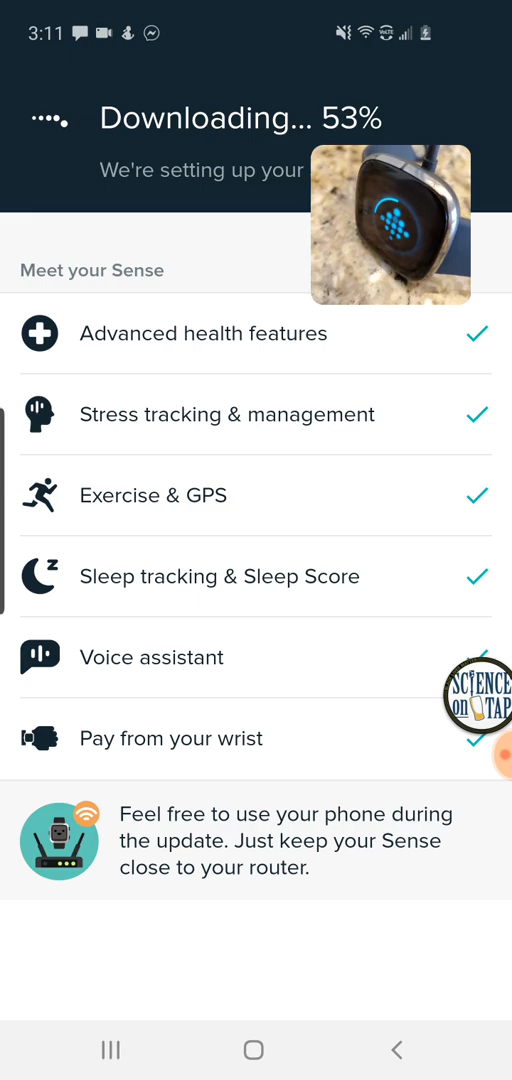 3:11
VoLTE
Downloading... 53%
We're setting up your
Meet your Sense
Advanced health features
Stress tracking & management
Exercise & GPS
Sleep tracking & Sleep Score
Voice assistant
SCIENCE
on TAP
Pay from your wrist
Feel free to use your phone during
the update. Just keep your Sense
close to your router.